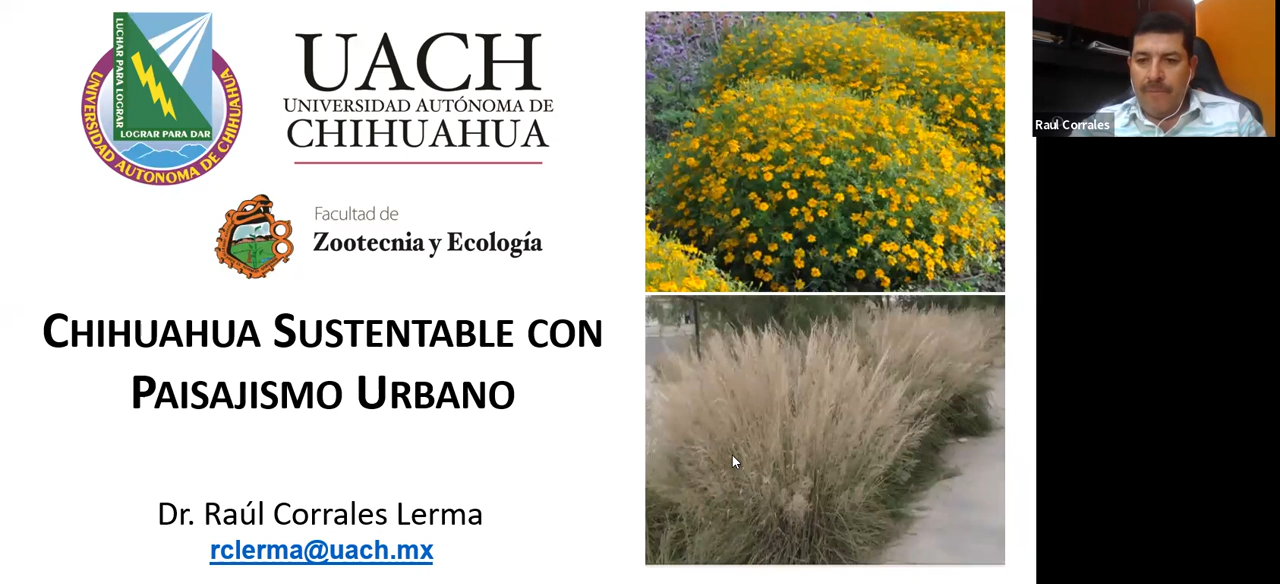 LUCHAR PARA LOGRAR
LOGRAR PARA DAR
UNIVERSIDAD AUTONOMA DE CHIHUAHUA
UACH
UNIVERSIDAD AUTÓNOMA DE
CHIHUAHUA
Facultad de
Zootecnia y Ecología
CHIHUAHUA SUSTENTABLE CON
PAISAJISMO URBANO
Dr. Raúl Corrales Lerma
rclerma@uach.mx
Raul Corrales